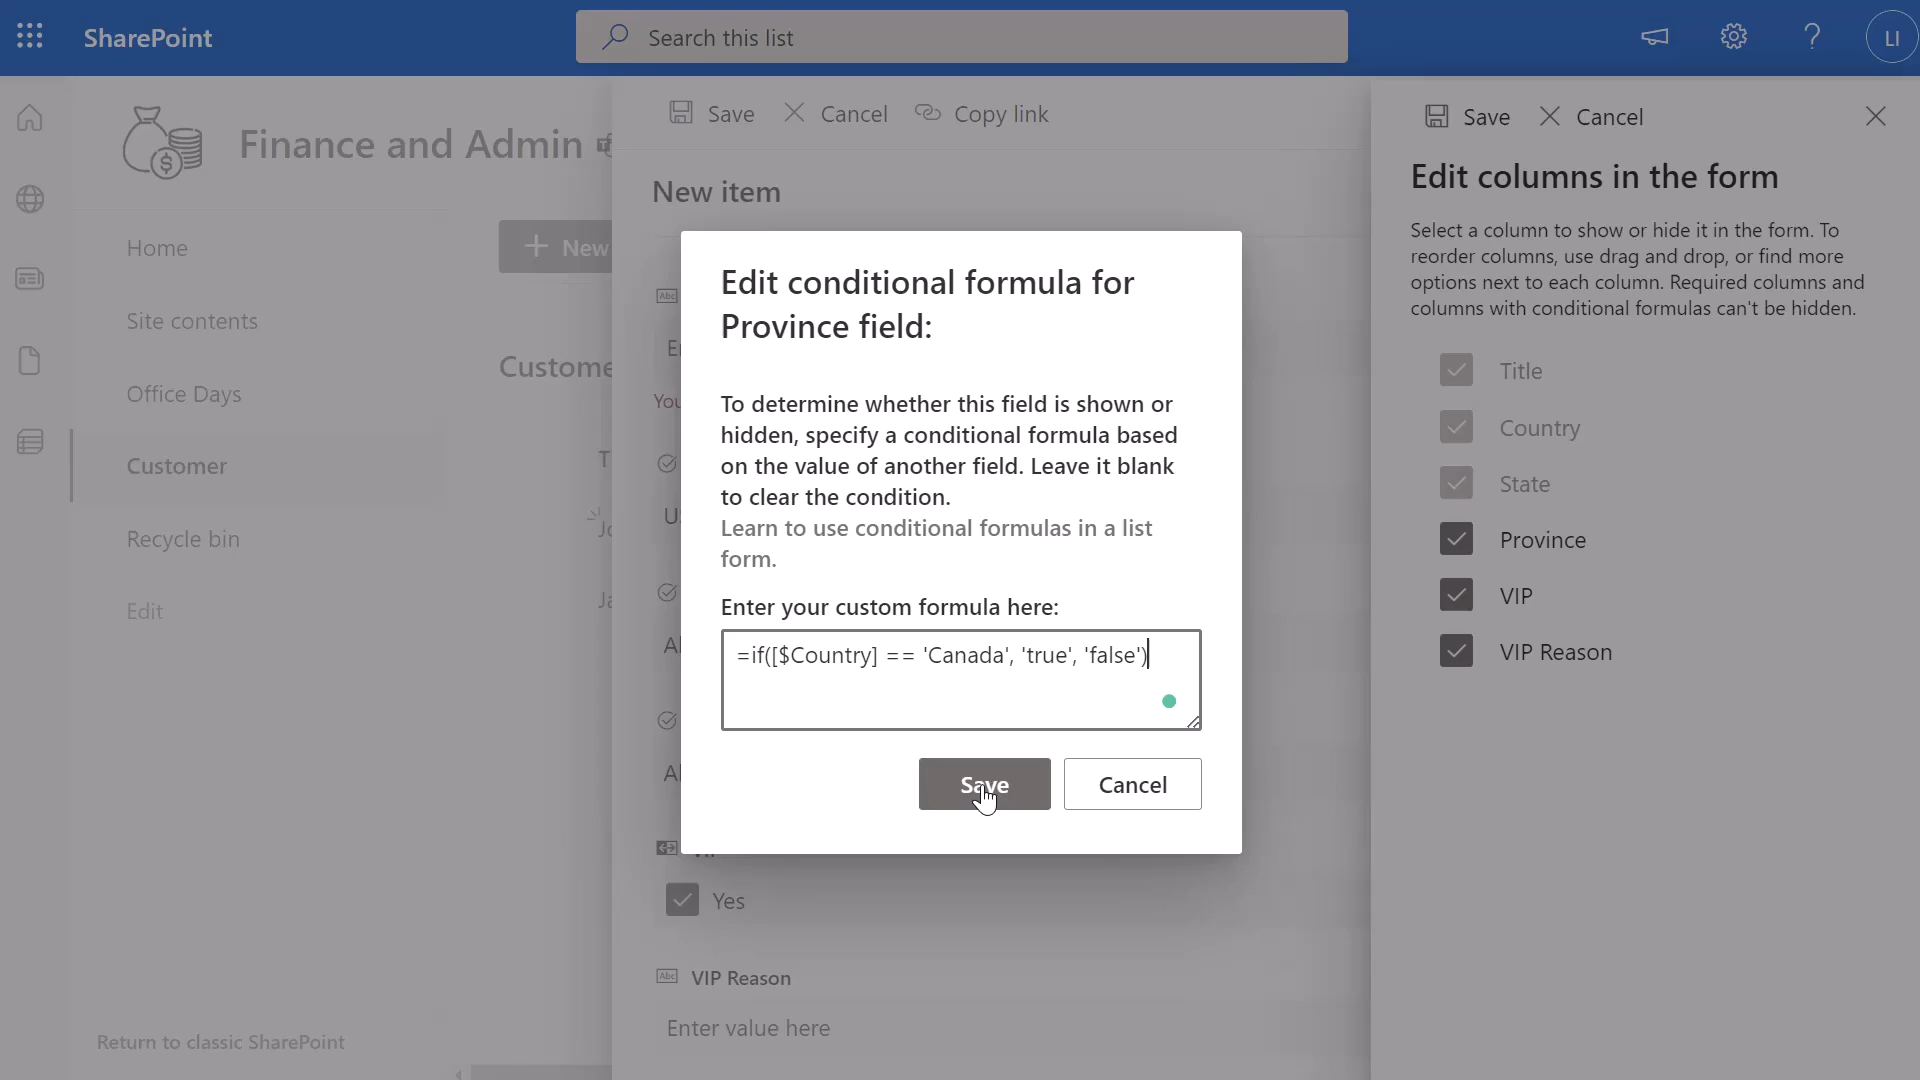 SharePoint
Search this list
LI
Finance and Admin
Home
Site contents
Office Days
Customer
Recycle bin
Edit
Return to classic SharePoint
New
Custome
Save
Cancel
Copy link
New item
Abc
Edit conditional formula for
Province field:
To determine whether this field is shown or
hidden, specify a conditional formula based
on the value of another field. Leave it blank
to clear the condition.
Learn to use conditional formulas in a list
form.
Enter your custom formula here:
=if([$Country] == 'Canada', 'true', 'false')
Save
Cancel
Yes
Abc
VIP Reason
Enter value here
Save
Cancel
Edit columns in the form
Select a column to show or hide it in the form. To
reorder columns, use drag and drop, or find more
options next to each column. Required columns and
columns with conditional formulas can't be hidden.
Title
Country
State
Province
VIP
VIP Reason